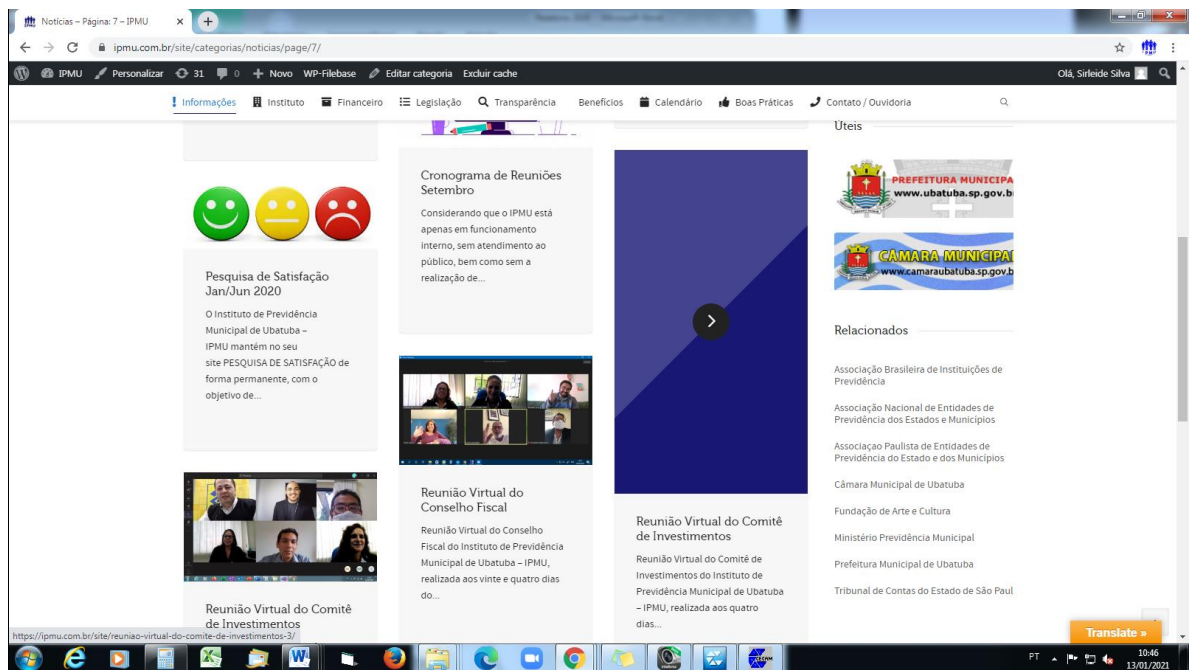 Notícias – Página: 7 – IPMU
ipmu.com.br/site/categorias/noticias/page/7/
IPMU Personalizar 31 0 Novo WP-Filebase Editar categoria Excluir cache Olá, Sirleide Silva
Informações Instituto Financeiro Legislação Transparência Benefícios Calendário Boas Práticas Contato / Ouvidoria
Pesquisa de Satisfação
Jan/Jun 2020
O Instituto de Previdência
Municipal de Ubatuba –
IPMU mantém no seu
site PESQUISA DE SATISFAÇÃO de
forma permanente, com o
objetivo de...
Reunião Virtual do Comitê
de Investimentos
Cronograma de Reuniões
Setembro
Considerando que o IPMU está
apenas em funcionamento
interno, sem atendimento ao
público, bem como sem a
realização de...
Reunião Virtual do
Conselho Fiscal
Reunião Virtual do Conselho
Fiscal do Instituto de Previdência
Municipal de Ubatuba – IPMU,
realizada aos vinte e quatro dias
do...
Reunião Virtual do Comitê
de Investimentos
Reunião Virtual do Comitê de
Investimentos do Instituto de
Previdência Municipal de Ubatuba
– IPMU, realizada aos quatro
dias...
Úteis
PREFEITURA MUNICIPA
www.ubatuba.sp.gov.b
CÂMARA MUNICIPAL
www.camaraubatuba.sp.gov.b
Relacionados
Associação Brasileira de Instituições de
Previdência
Associação Nacional de Entidades de
Previdência dos Estados e Municípios
Associaçao Paulista de Entidades de
Previdência do Estado e dos Municípios
Câmara Municipal de Ubatuba
Fundação de Arte e Cultura
Ministério Previdência Municipal
Prefeitura Municipal de Ubatuba
Tribunal de Contas do Estado de São Paul
Translate »
https://ipmu.com.br/site/reuniao-virtual-do-comite-de-investimentos-3/
PT
10:46
13/01/2021